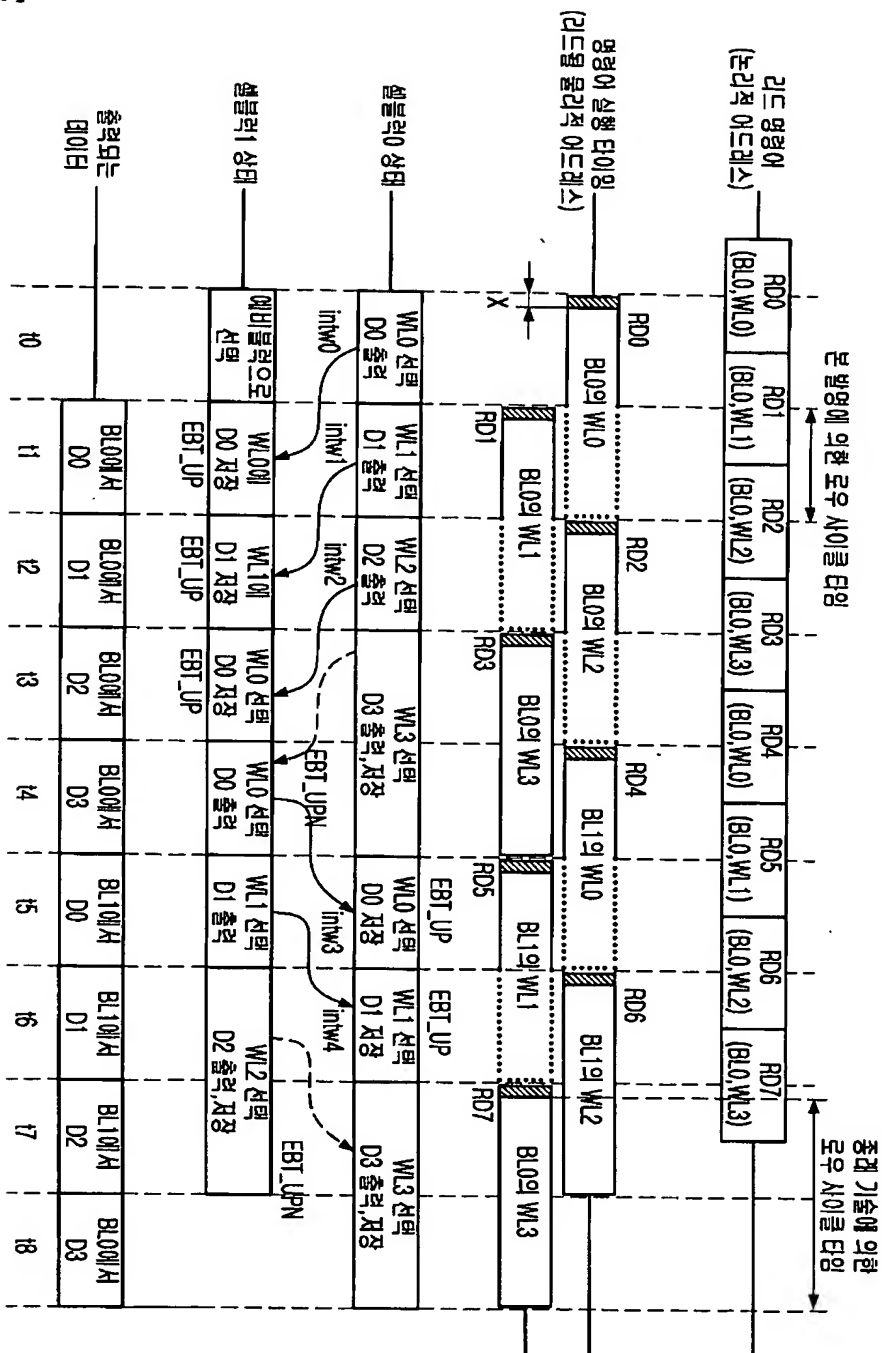 리드 명령어
(논리적 어드레스)
RD0
(BL0,WL0)
RD1
(BL0,WL1)
RD2
(BL0,WL2)
RD3
(BL0,WL3)
RD4
(BL0,WL0)
RD5
(BL0,WL1)
RD6
(BL0,WL2)
RD7
(BL0,WL3)
본 발명에 의한 로우 사이클 타임
종래 기술에 의한
로우 사이클 타임
명령어 실행 타이밍
(리드될 물리적 어드레스)
X
RD0
BL0의 WL0
RD2
BL0의 WL2
RD4
BL1의 WL0
RD6
BL1의 WL2
RD1
BL0의 WL1
RD3
BL0의 WL3
RD5
BL1의 WL1
RD7
BL0의 WL3
셀블럭0 상태
WL0 선택
D0 출력
WL1 선택
D1 출력
WL2 선택
D2 출력
WL3 선택
D3 출력,저장
EBT_UP
WL0 선택
D0 저장
EBT_UP
WL1 선택
D1 저장
WL3 선택
D3 출력,저장
intw0
intw1
intw2
EBT_UPN
intw3
intw4
EBT_UPN
셀블럭1 상태
예비블럭으로
선택
WL0에
D0 저장
EBT_UP
WL1에
D1 저장
EBT_UP
WL0 선택
D0 저장
EBT_UP
WL0 선택
D0 출력
WL1 선택
D1 출력
WL2 선택
D2 출력,저장
출력되는
데이터
BL0에서
D0
BL0에서
D1
BL0에서
D2
BL0에서
D3
BL1에서
D0
BL1에서
D1
BL1에서
D2
BL0에서
D3
t0
t1
t2
t3
t4
t5
t6
t7
t8